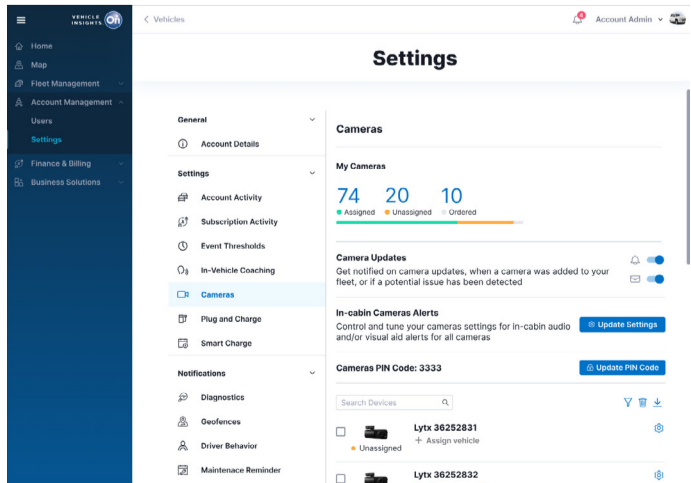 VEHICLE
INSIGHTS
On
Vehicles
4
Account Admin
Home
Map
Fleet Management
Account Management
Users
Settings
Finance & Billing
Business Solutions
Settings
General
Account Details
Settings
Account Activity
Subscription Activity
Event Thresholds
In-Vehicle Coaching
Cameras
Plug and Charge
Smart Charge
Notifications
Diagnostics
Geofences
Driver Behavior
Maintenace Reminder
Cameras
My Cameras
74 20 10
Assigned Unassigned Ordered
Camera Updates
Get notified on camera updates, when a camera was added to your
fleet, or if a potential issue has been detected
In-cabin Cameras Alerts
Control and tune your cameras settings for in-cabin audio
and/or visual aid alerts for all cameras
Update Settings
Cameras PIN Code: 3333
Update PIN Code
Search Devices
Lytx 36252831
+ Assign vehicle
Unassigned
Lytx 36252832